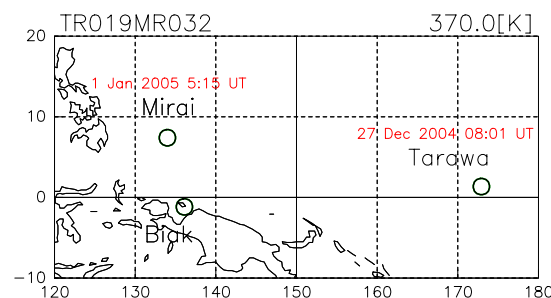 TR019MR032 370.0[K]
20
1 Jan 2005 5:15 UT
Mirai
10
27 Dec 2004 08:01 UT
Tarawa
0
Biak
-10
120 130 140 150 160 170 180